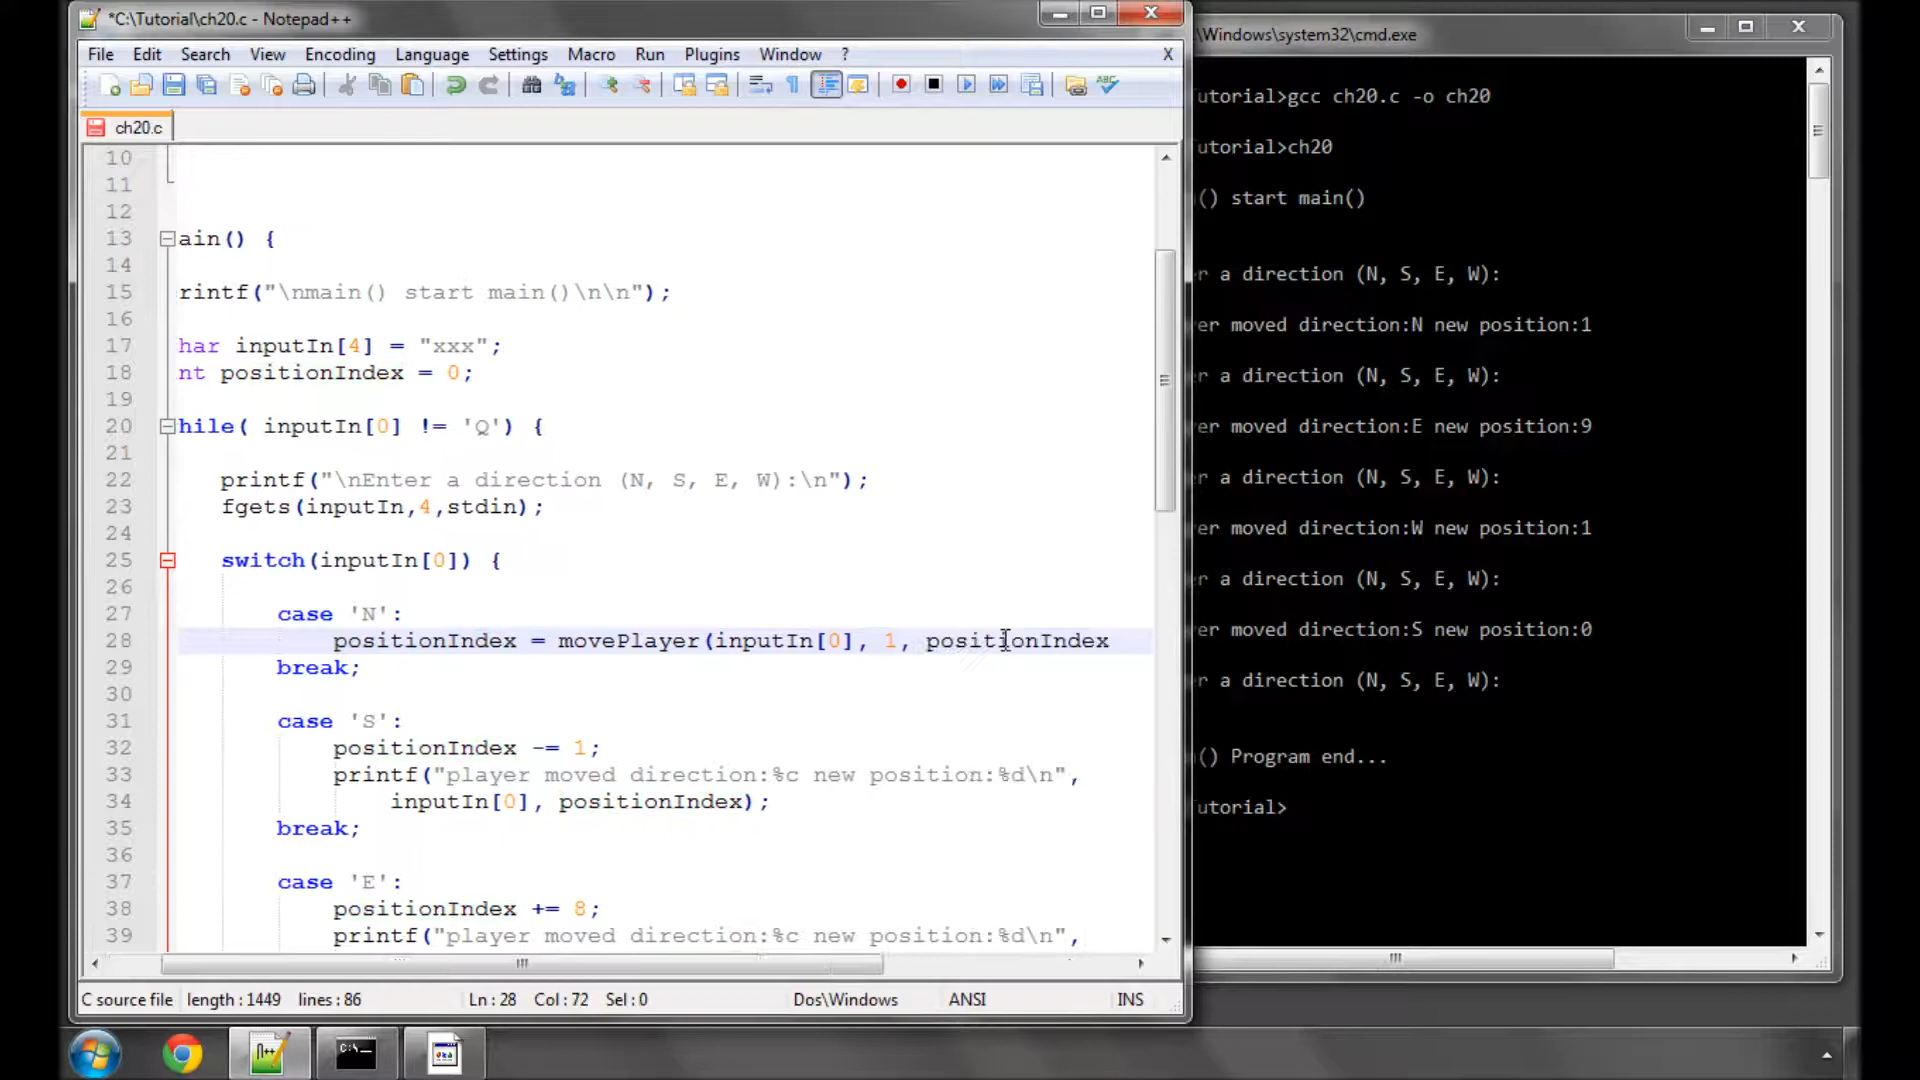 *C:\Tutorial\ch20.c - Notepad++
File Edit Search View Encoding Language Settings Macro Run Plugins Window ? X
ch20.c
10
11
12
13 ain() {
14
15 rintf("\nmain() start main()\n\n");
16
17 har inputIn[4] = "xxx";
18 nt positionIndex = 0;
19
20 hile( inputIn[0] != 'Q') {
21
22 printf("\nEnter a direction (N, S, E, W):\n");
23 fgets(inputIn,4,stdin);
24
25 switch(inputIn[0]) {
26
27 case 'N':
28 positionIndex = movePlayer(inputIn[0], 1, positionIndex
29 break;
30
31 case 'S':
32 positionIndex -= 1;
33 printf("player moved direction:%c new position:%d\n",
34 inputIn[0], positionIndex);
35 break;
36
37 case 'E':
38 positionIndex += 8;
39 printf("player moved direction:%c new position:%d\n",
C source file length : 1449 lines : 86 Ln : 28 Col : 72 Sel : 0 Dos\Windows ANSI INS
\Windows\system32\cmd.exe
utorial>gcc ch20.c -o ch20
utorial>ch20
() start main()
r a direction (N, S, E, W):
er moved direction:N new position:1
r a direction (N, S, E, W):
er moved direction:E new position:9
r a direction (N, S, E, W):
er moved direction:W new position:1
r a direction (N, S, E, W):
er moved direction:S new position:0
r a direction (N, S, E, W):
() Program end...
utorial>